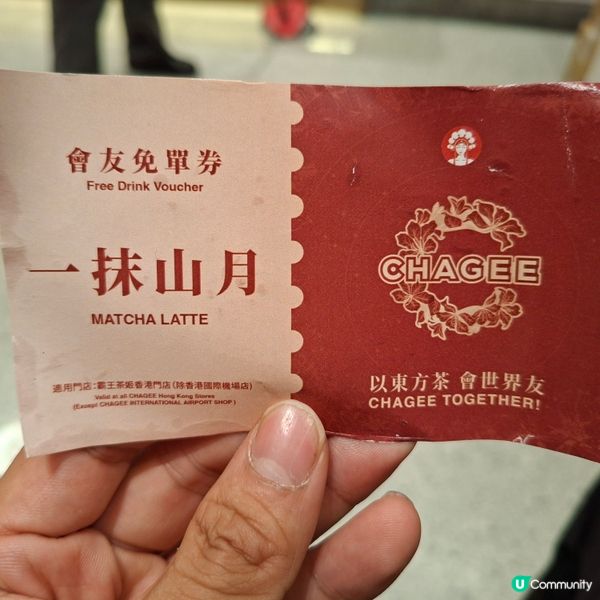 會友免單券
Free Drink Voucher
一抹山月
MATCHA LATTE
適用門店:霸王茶姬香港門店(除香港國際機場店)
Valid at all CHAGEE Hong Kong Stores
(Except CHAGEE INTERNATIONAL AIRPORT SHOP)
CHAGEE
以東方茶 會世界友
CHAGEE TOGETHER!
U Community